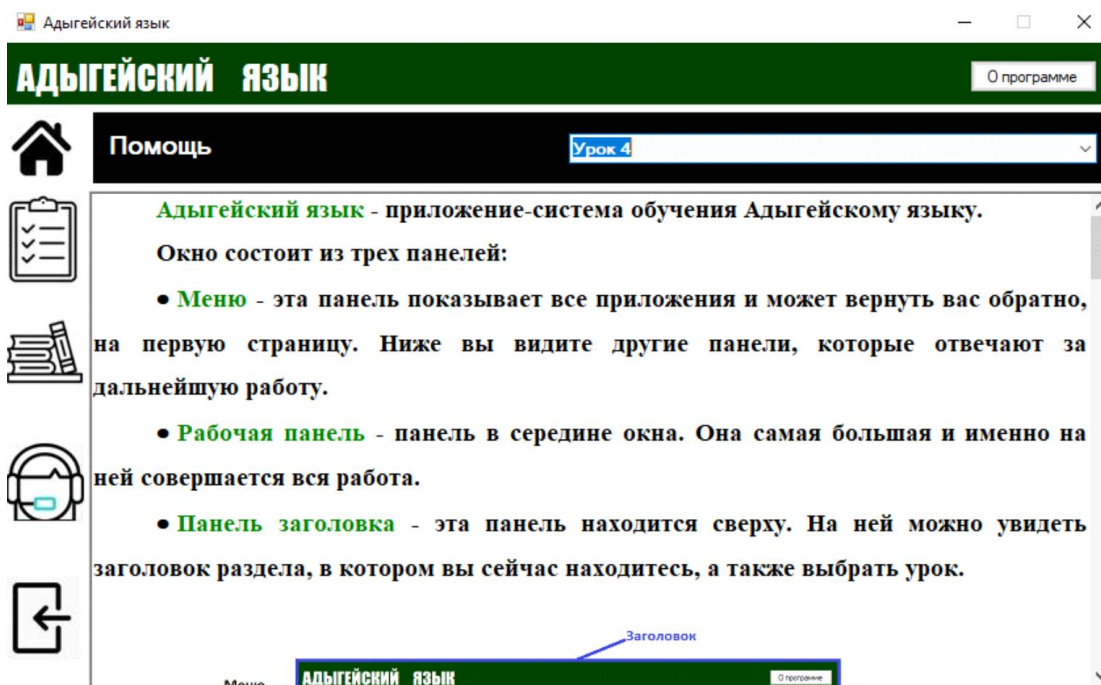 Адыгейский язык
АДЫГЕЙСКИЙ ЯЗЫК
О программе
Помощь
Урок 4
Адыгейский язык - приложение-система обучения Адыгейскому языку.
Окно состоит из трех панелей:
• Меню - эта панель показывает все приложения и может вернуть вас обратно,
на первую страницу. Ниже вы видите другие панели, которые отвечают за
дальнейшую работу.
• Рабочая панель - панель в середине окна. Она самая большая и именно на
ней совершается вся работа.
• Панель заголовка - эта панель находится сверху. На ней можно увидеть
заголовок раздела, в котором вы сейчас находитесь, а также выбрать урок.
Заголовок
Меню
АДЫГЕЙСКИЙ ЯЗЫК
О программе